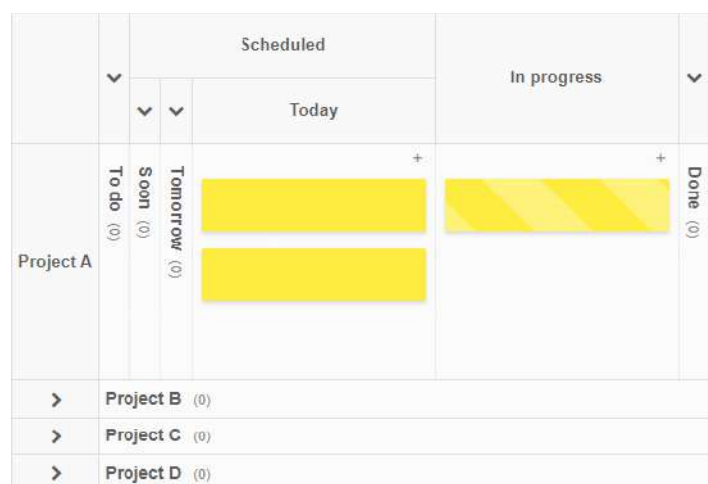 Scheduled
In progress
Today
To do (0)
Soon (0)
Tomorrow (0)
+
+
Done (0)
Project A
Project B (0)
Project C (0)
Project D (0)